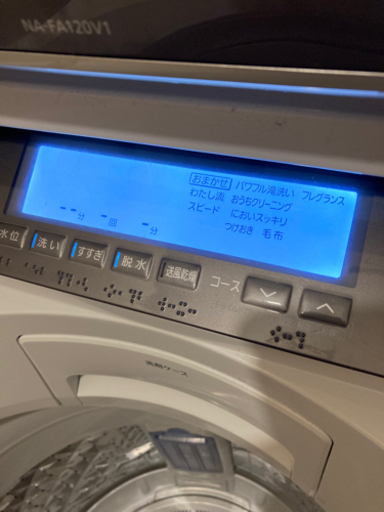 NA-FA120V1
おまかせ パワフル滝洗い フレグランス
わたし流 おうちクリーニング
スピード においスッキリ
つけおき 毛布
--分 -回 -分
水位 洗い すすぎ 脱水 送風乾燥 コース
洗剤ケース